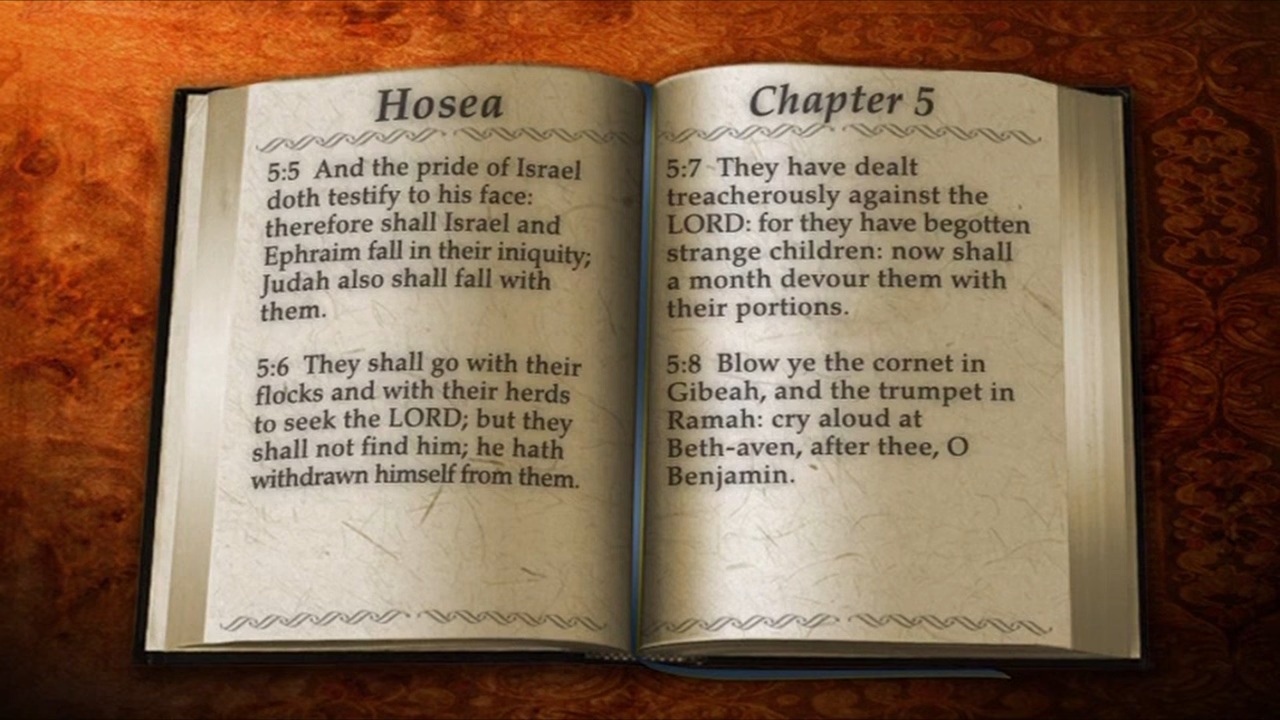 Hosea
5:5 And the pride of Israel
doth testify to his face:
therefore shall Israel and
Ephraim fall in their iniquity;
Judah also shall fall with
them.
5:6 They shall go with their
flocks and with their herds
to seek the LORD; but they
shall not find him; he hath
withdrawn himself from them.
Chapter 5
5:7 They have dealt
treacherously against the
LORD: for they have begotten
strange children: now shall
a month devour them with
their portions.
5:8 Blow ye the cornet in
Gibeah, and the trumpet in
Ramah: cry aloud at
Beth-aven, after thee, O
Benjamin.